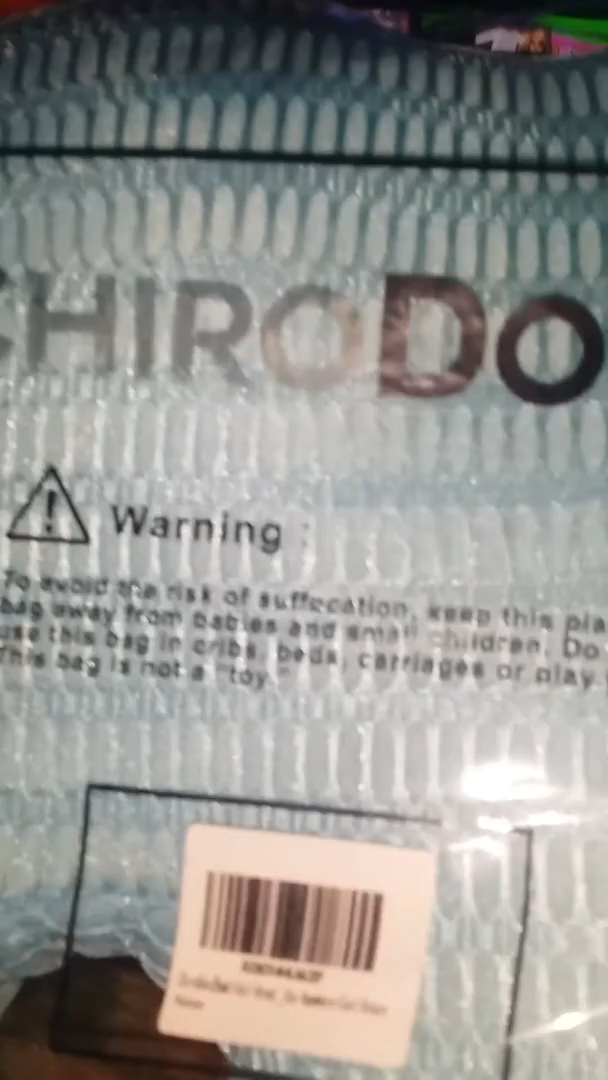 CHIRODO
Warning :
To avoid the risk of suffocation, keep this pla
bag away from babies and small children. Do
use this bag in cribs, beds, carriages or play
This bag is not a "toy."